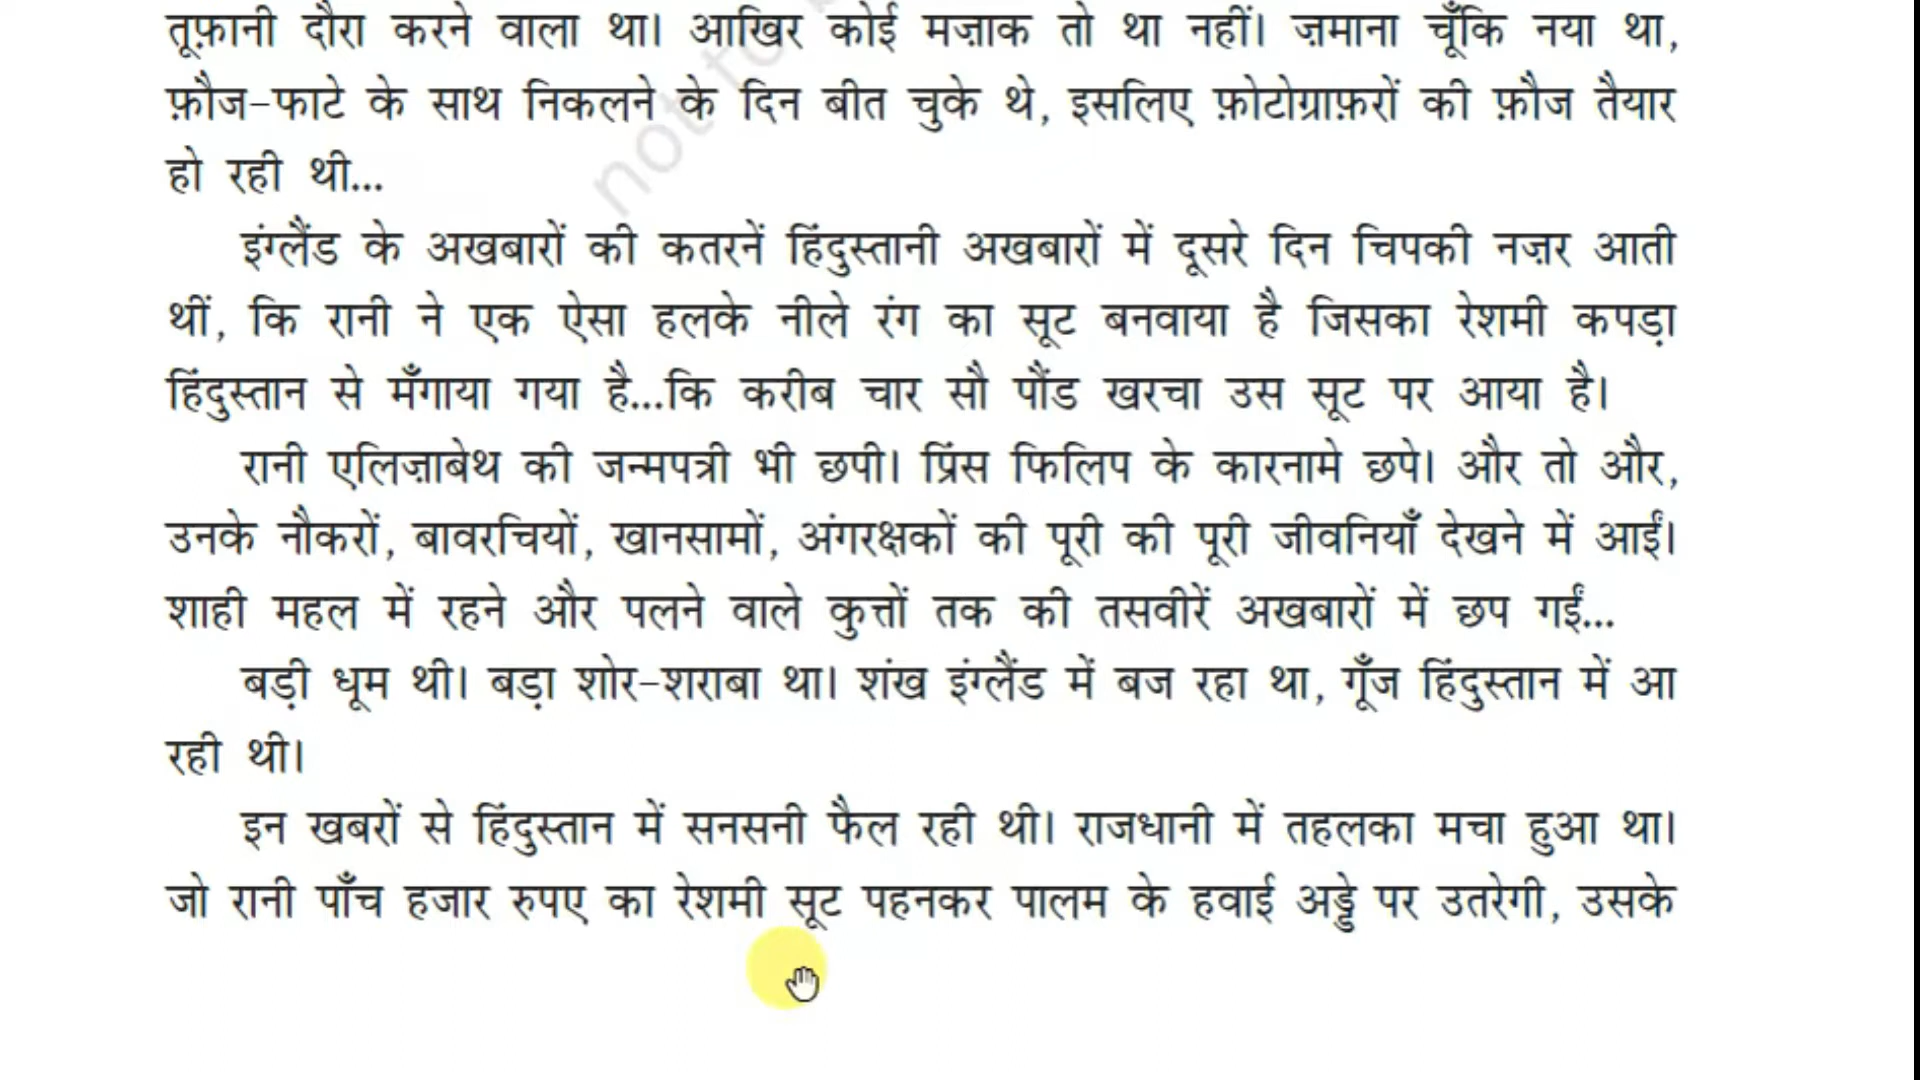 तूफ़ानी दौरा करने वाला था। आखिर कोई मज़ाक तो था नहीं। ज़माना चूँकि नया था,
फ़ौज-फाटे के साथ निकलने के दिन बीत चुके थे, इसलिए फ़ोटोग्राफ़रों की फ़ौज तैयार
हो रही थी...
not to
इंग्लैंड के अखबारों की कतरनें हिंदुस्तानी अखबारों में दूसरे दिन चिपकी नज़र आती
थीं, कि रानी ने एक ऐसा हलके नीले रंग का सूट बनवाया है जिसका रेशमी कपड़ा
हिंदुस्तान से मँगाया गया है...कि करीब चार सौ पौंड खरचा उस सूट पर आया है।
रानी एलिज़ाबेथ की जन्मपत्री भी छपी। प्रिंस फिलिप के कारनामे छपे। और तो और,
उनके नौकरों, बावरचियों, खानसामों, अंगरक्षकों की पूरी की पूरी जीवनियाँ देखने में आईं।
शाही महल में रहने और पलने वाले कुत्तों तक की तसवीरें अखबारों में छप गईं...
बड़ी धूम थी। बड़ा शोर-शराबा था। शंख इंग्लैंड में बज रहा था, गूँज हिंदुस्तान में आ
रही थी।
इन खबरों से हिंदुस्तान में सनसनी फैल रही थी। राजधानी में तहलका मचा हुआ था।
जो रानी पाँच हजार रुपए का रेशमी सूट पहनकर पालम के हवाई अड्डे पर उतरेगी, उसके